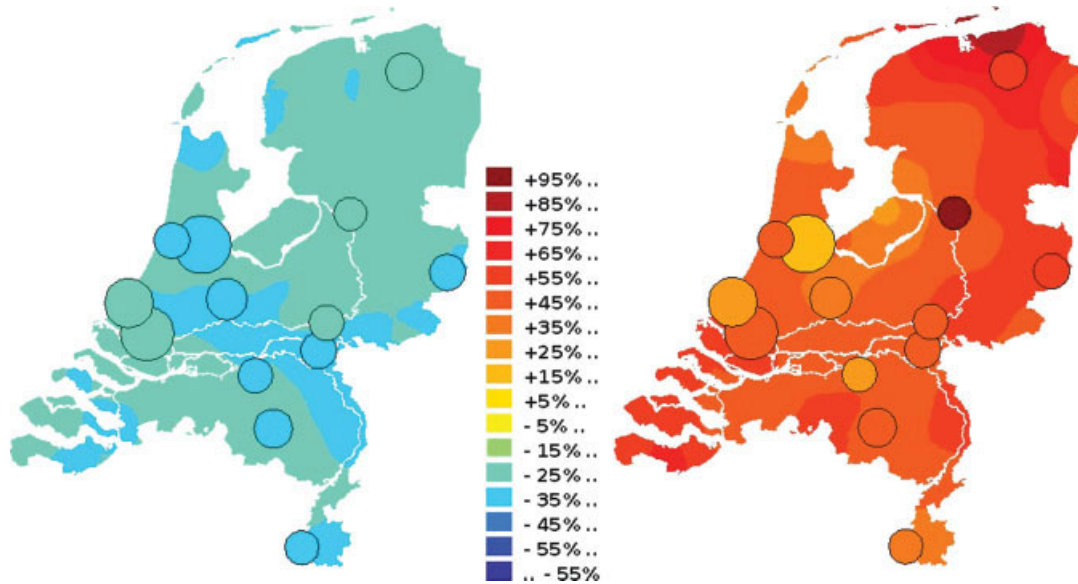 +95% ..
+85% ..
+75% ..
+65% ..
+55% ..
+45% ..
+35% ..
+25% ..
+15% ..
+5% ..
- 5% ..
- 15% ..
- 25% ..
- 35% ..
- 45% ..
- 55% ..
.. - 55%